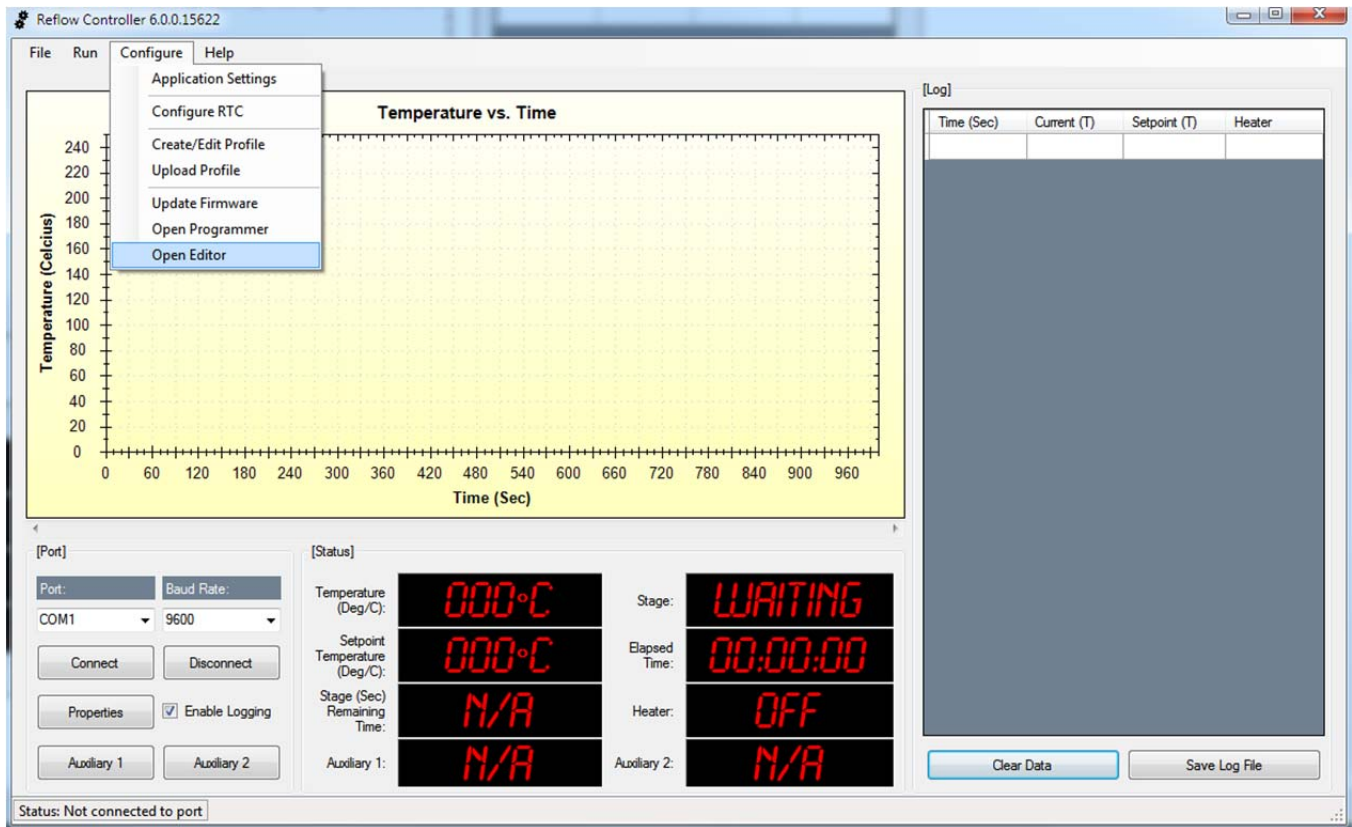 Reflow Controller 6.0.0.15622
File Run Configure Help
Application Settings
Configure RTC
Create/Edit Profile
Upload Profile
Update Firmware
Open Programmer
Open Editor
Temperature vs. Time
Temperature (Celcius)
240
220
200
180
160
140
120
100
80
60
40
20
0
0 60 120 180 240 300 360 420 480 540 600 660 720 780 840 900 960
Time (Sec)
[Log]
Time (Sec) Current (T) Setpoint (T) Heater
[Port]
Port: Baud Rate:
COM1 9600
Connect Disconnect
Properties Enable Logging
Auxiliary 1 Auxiliary 2
[Status]
Temperature
(Deg/C):
000°C
Stage:
WAITING
Setpoint
Temperature
(Deg/C):
000°C
Elapsed
Time:
00:00:00
Stage (Sec)
Remaining
Time:
N/A
Heater:
OFF
Auxiliary 1:
N/A
Auxiliary 2:
N/A
Clear Data Save Log File
Status: Not connected to port